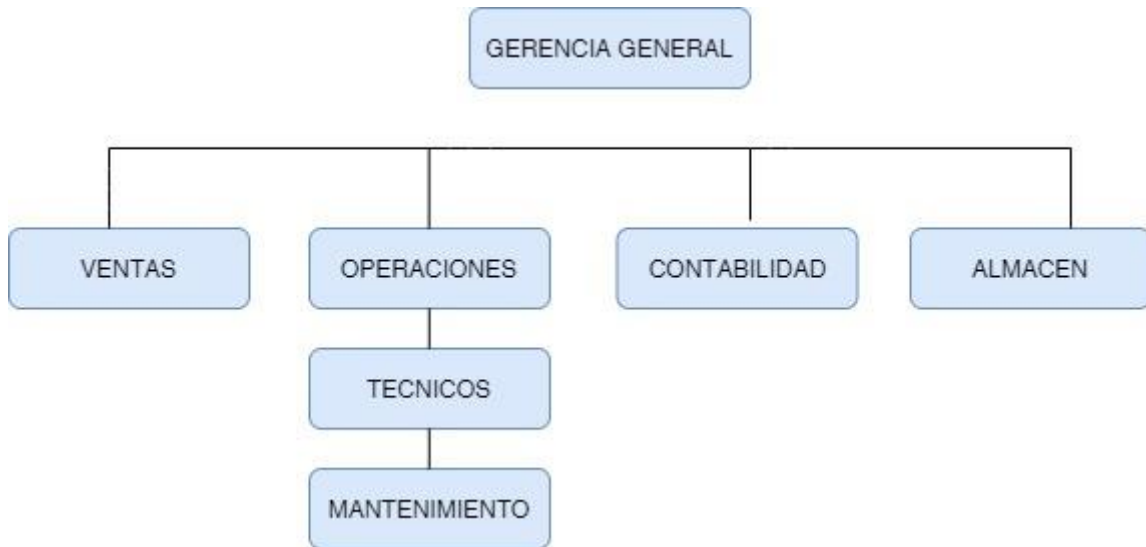 GERENCIA GENERAL
VENTAS
OPERACIONES
CONTABILIDAD
ALMACEN
TECNICOS
MANTENIMIENTO